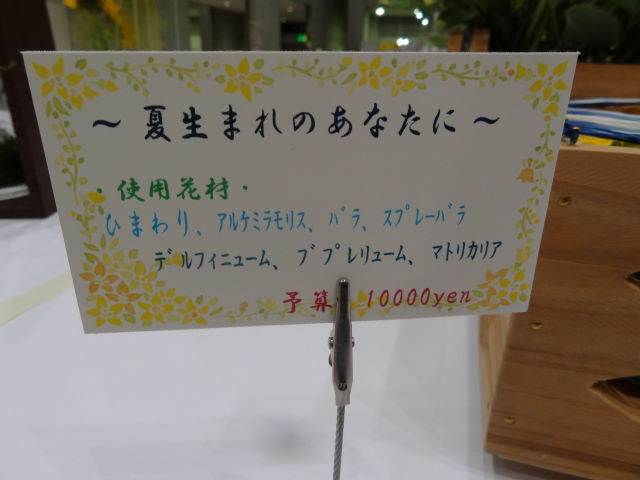 ～夏生まれのあなたに～
・使用花材・
ひまわり、アルケミラモリス、バラ、スプレーバラ
デルフィニューム、ブプレリューム、マトリカリア
予算 10000yen